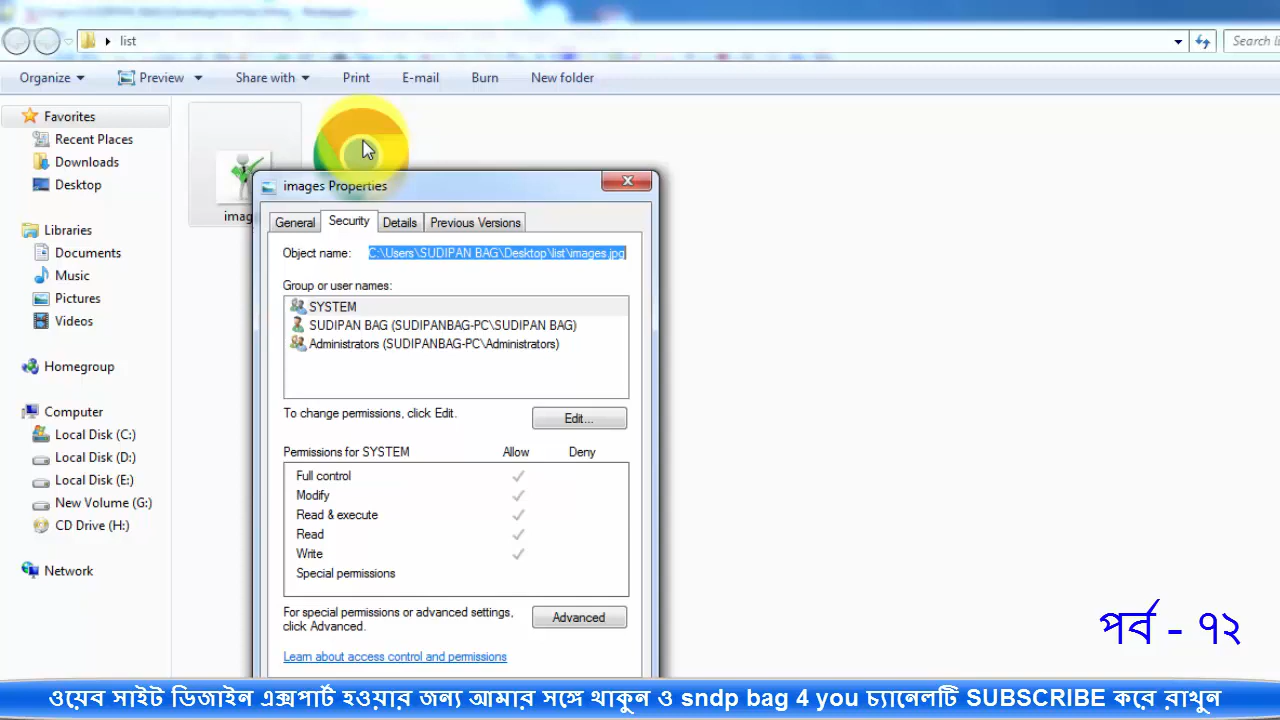 list
Search li
Organize
Preview
Share with
Print
E-mail
Burn
New folder
Favorites
Recent Places
Downloads
Desktop
Libraries
Documents
Music
Pictures
Videos
Homegroup
Computer
Local Disk (C:)
Local Disk (D:)
Local Disk (E:)
New Volume (G:)
CD Drive (H:)
Network
imag
images Properties
General
Security
Details
Previous Versions
Object name: C:\Users\SUDIPAN BAG\Desktop\list\images.jpg
Group or user names:
SYSTEM
SUDIPAN BAG (SUDIPANBAG-PC\SUDIPAN BAG)
Administrators (SUDIPANBAG-PC\Administrators)
To change permissions, click Edit.
Edit...
Permissions for SYSTEM Allow Deny
Full control
Modify
Read & execute
Read
Write
Special permissions
For special permissions or advanced settings,
click Advanced.
Advanced
Learn about access control and permissions
পর্ব - ১২
ওয়েব সাইট ডিজাইন এক্সপার্ট হওয়ার জন্য আমার সঙ্গে থাকুন ও sndp bag 4 you চ্যানেলটি SUBSCRIBE করে রাখুন